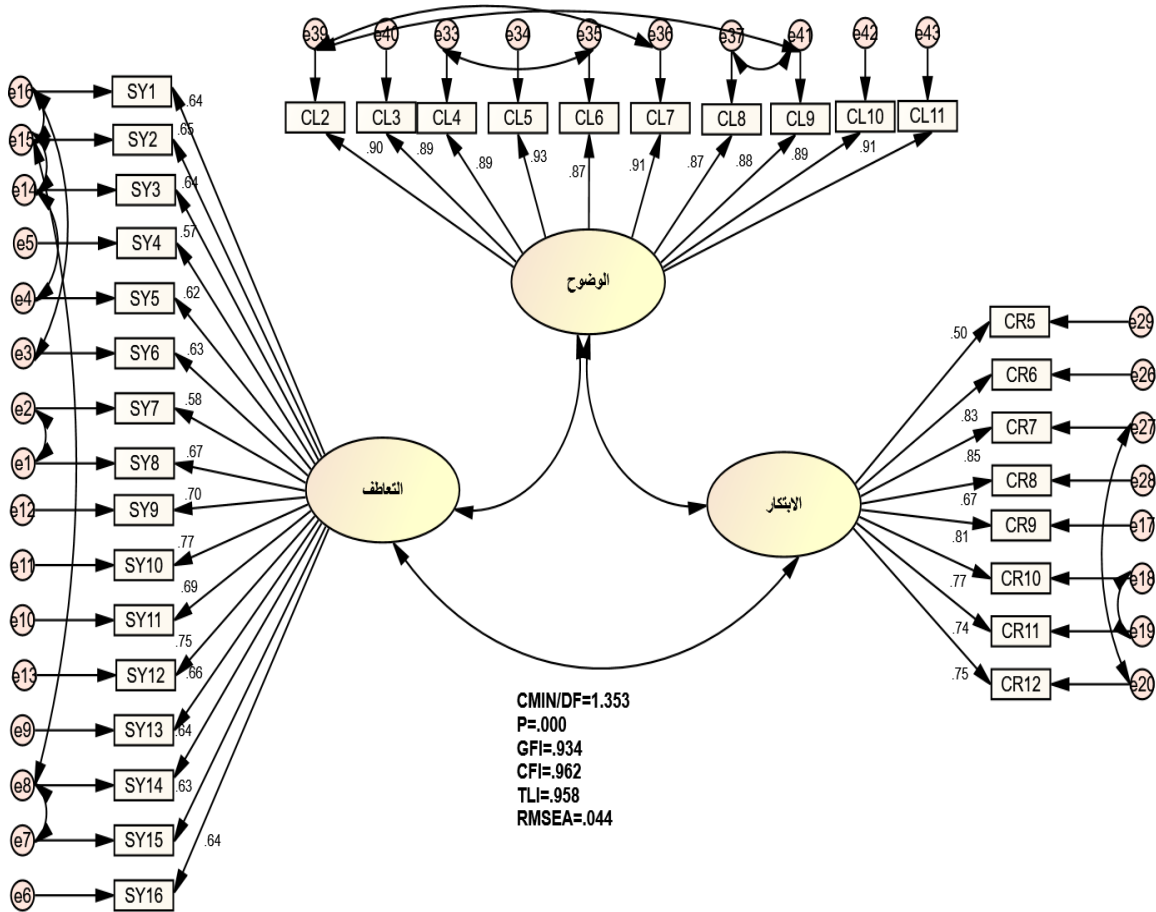 e39 e40 e33 e34 e35 e36 e37 e41 e42 e43
CL2 CL3 CL4 CL5 CL6 CL7 CL8 CL9 CL10 CL11
.90 .89 .89 .93 .87 .91 .87 .88 .89 .91
الوضوح
e16 SY1 .64
e15 SY2 .65
e14 SY3 .64
e5 SY4 .57
e4 SY5 .62
e3 SY6 .63
e2 SY7 .58
e1 SY8 .67
e12 SY9 .70
e11 SY10 .77
e10 SY11 .69
e13 SY12 .75
e9 SY13 .66
e8 SY14 .64
e7 SY15 .63
e6 SY16 .64
التعاطف
الابتكار
.50 CR5 e29
CR6 e26
.83 CR7 e27
.85 CR8 e28
.67 CR9 e17
.81 CR10 e18
.77 CR11 e19
.74 CR12 e20
.75
CMIN/DF=1.353
P=.000
GFI=.934
CFI=.962
TLI=.958
RMSEA=.044